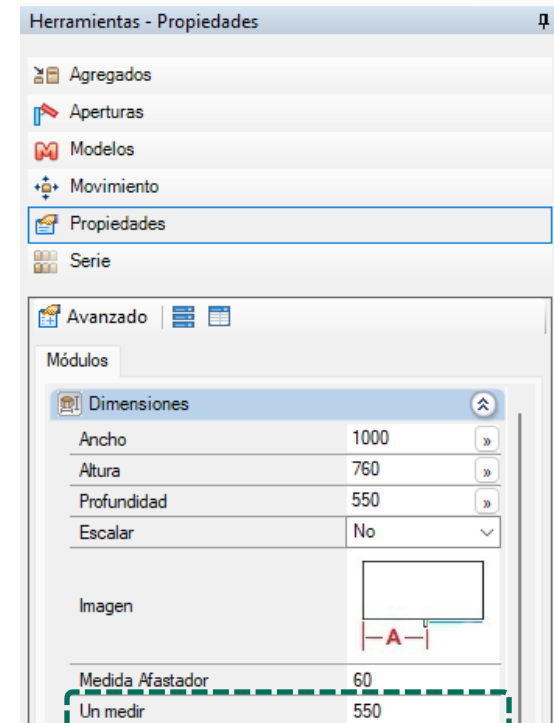 Herramientas - Propiedades
Agregados
Aperturas
Modelos
Movimiento
Propiedades
Serie
Avanzado
Módulos
Dimensiones
Ancho 1000 »
Altura 760 »
Profundidad 550 »
Escalar No
Imagen
A
Medida Afastador 60
Un medir 550